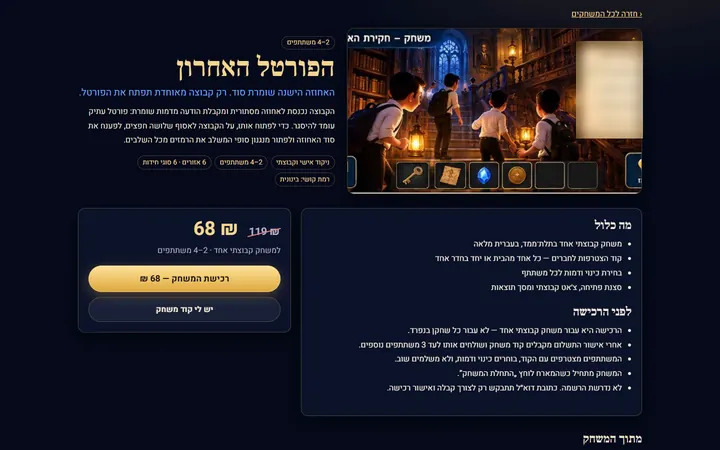 ‹ חזרה לכל המשחקים
משחק – חקירת הא
2–4 משתתפים
הפורטל האחרון
האחוזה הישנה שומרת סוד. רק קבוצה מאוחדת תפתח את הפורטל.
הקבוצה נכנסת לאחוזה מסתורית ומקבלת הודעה מדמות שומרת: פורטל עתיק
עומד להיסגר. כדי לפתוח אותו, על הקבוצה לאסוף שלושה חפצים, לפענח את
סוד האחוזה ולפתור מנגנון סופי המשלב את הרמזים מכל השלבים.
ניקוד אישי וקבוצתי
2–4 משתתפים
6 אזורים · 6 סוגי חידות
רמת קושי: בינונית
מה כלול
משחק קבוצתי אחד בתלת־ממד, בעברית מלאה
קוד הצטרפות לחברים — כל אחד מהבית או יחד בחדר אחד
בחירת כינוי ודמות לכל משתתף
סצנת פתיחה, צ׳אט קבוצתי ומסך תוצאות
לפני הרכישה
הרכישה היא עבור משחק קבוצתי אחד — לא עבור כל שחקן בנפרד.
אחרי אישור התשלום מקבלים קוד משחק ושולחים אותו לעד 3 משתתפים נוספים.
המשתתפים מצטרפים עם הקוד, בוחרים כינוי ודמות, ולא משלמים שוב.
המשחק מתחיל כשהמארח לוחץ „התחלת המשחק”.
לא נדרשת הרשמה. כתובת דוא״ל תתבקש רק לצורך קבלה ואישור רכישה.
119 ₪
68 ₪
למשחק קבוצתי אחד · 2–4 משתתפים
רכישת המשחק — 68 ₪
יש לי קוד משחק
מתוך המשחק